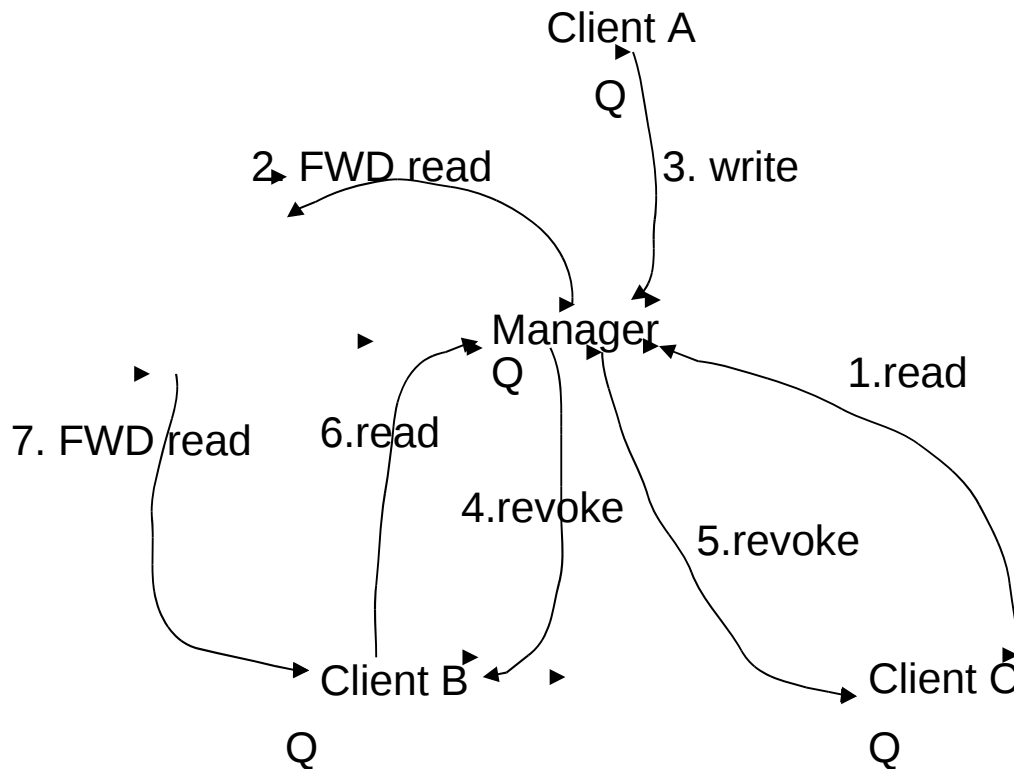 Client A
Q
2. FWD read
3. write
Manager
Q
1.read
7. FWD read
6.read
4.revoke
5.revoke
Client B
Client C
Q
Q